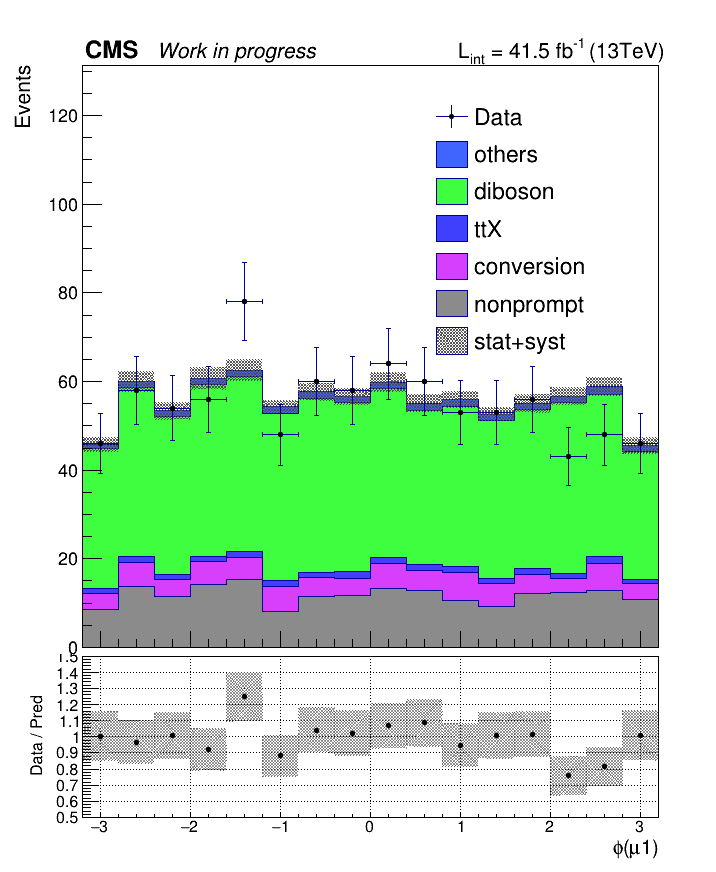 CMS Work in progress L_int = 41.5 fb^-1 (13TeV)
Events
120
100
80
60
40
20
0
Data
others
diboson
ttX
conversion
nonprompt
stat+syst
Data / Pred
1.5
1.4
1.3
1.2
1.1
1
0.9
0.8
0.7
0.6
0.5
−3 −2 −1 0 1 2 3
ϕ(μ1)